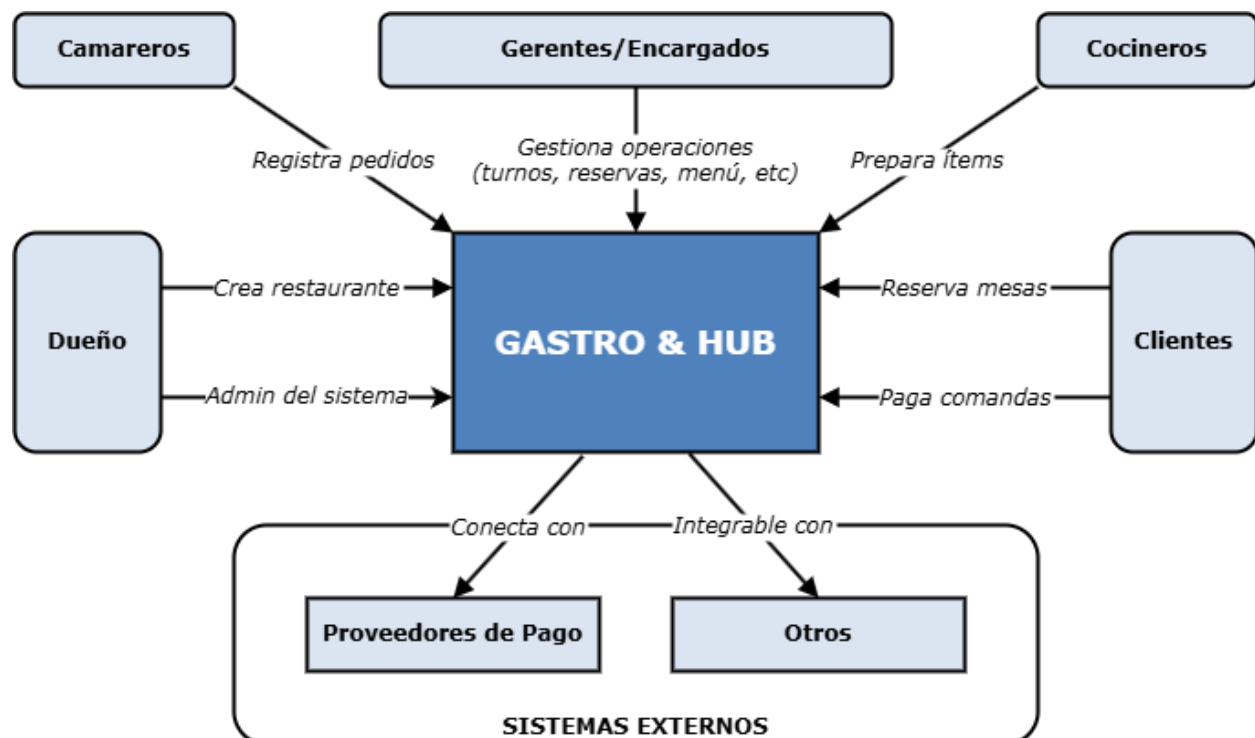 Camareros
Gerentes/Encargados
Cocineros
Registra pedidos
Gestiona operaciones
(turnos, reservas, menú, etc)
Prepara ítems
Dueño
Crea restaurante
Admin del sistema
GASTRO & HUB
Reserva mesas
Paga comandas
Clientes
Conecta con
Integrable con
Proveedores de Pago
Otros
SISTEMAS EXTERNOS